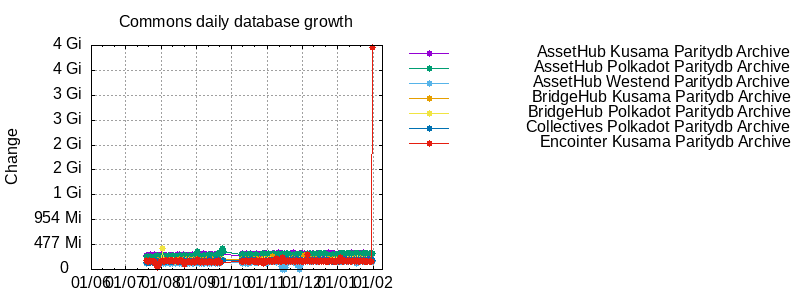 Commons daily database growth
Change
4 Gi
4 Gi
3 Gi
3 Gi
2 Gi
2 Gi
1 Gi
954 Mi
477 Mi
0
01/06 01/07 01/08 01/09 01/10 01/11 01/12 01/01 01/02
AssetHub Kusama Paritydb Archive
AssetHub Polkadot Paritydb Archive
AssetHub Westend Paritydb Archive
BridgeHub Kusama Paritydb Archive
BridgeHub Polkadot Paritydb Archive
Collectives Polkadot Paritydb Archive
Encointer Kusama Paritydb Archive